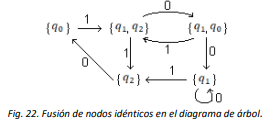 0
{q₀} 1 {q₁, q₂} {q₁, q₀}
1
0 1 0
{q₂} 1 {q₁}
0
Fig. 22. Fusión de nodos idénticos en el diagrama de árbol.